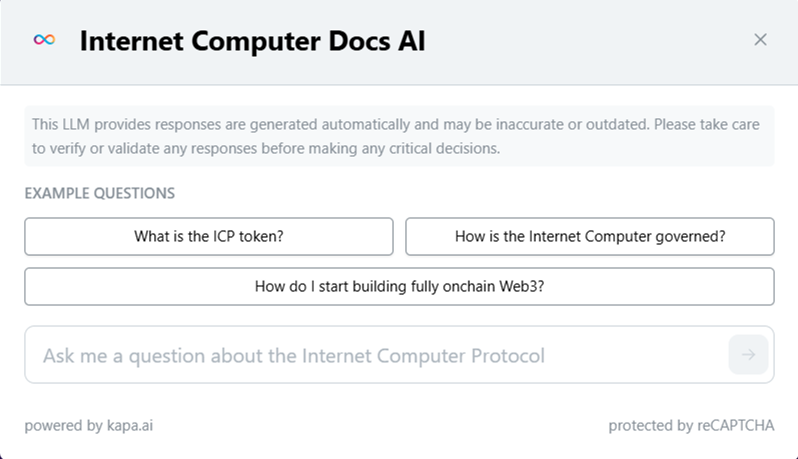 Internet Computer Docs AI
This LLM provides responses are generated automatically and may be inaccurate or outdated. Please take care
to verify or validate any responses before making any critical decisions.
EXAMPLE QUESTIONS
What is the ICP token?
How is the Internet Computer governed?
How do I start building fully onchain Web3?
Ask me a question about the Internet Computer Protocol
powered by kapa.ai
protected by reCAPTCHA